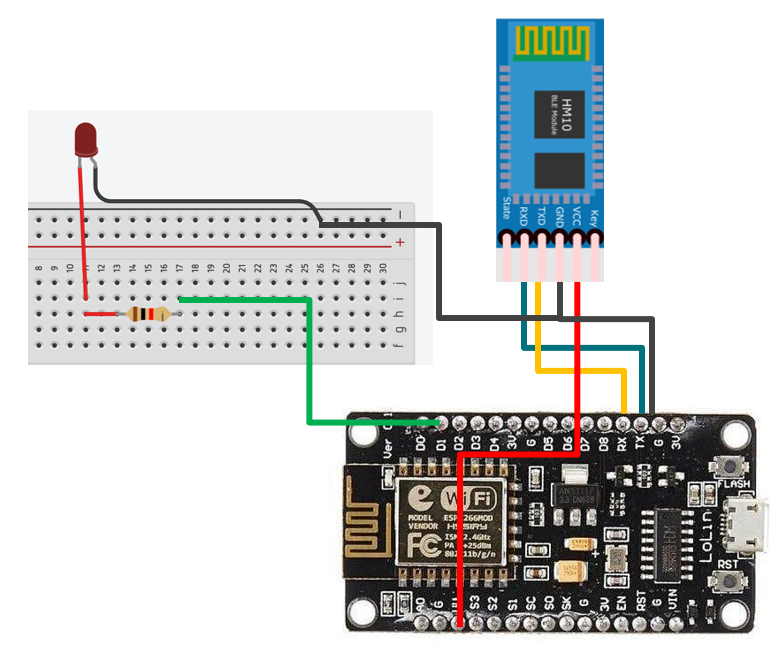 HM10
BLE Module
State
RXD
TXD
GND
VCC
Key
−
+
8 9 10 11 12 13 14 15 16 17 18 19 20 21 22 23 24 25 26 27 28 29 30
j
i
h
g
f
D0 D1 D2 D3 D4 3V G D5 D6 D7 D8 RX TX G 3V
FLASH
WiFi
MODEL
VENDOR
ISM 2.4GHz
PA +25dBm
802.11b/g/n
FC
LoLin
RST
A0 G VU S3 S2 S1 SC S0 SK G 3V EN RST G VIN